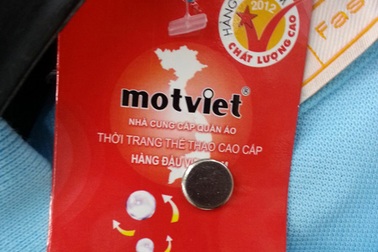 HÀNG
2012
CHẤT LƯỢNG CAO
Fas
motviet®
NHÀ CUNG CẤP QUẦN ÁO
THỜI TRANG THỂ THAO CAO CẤP
HÀNG ĐẦU